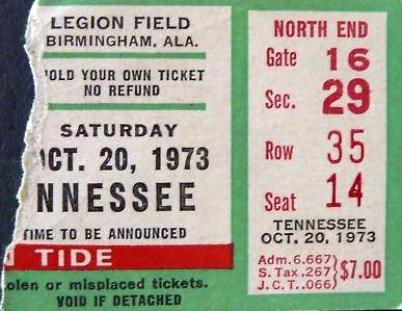 LEGION FIELD
BIRMINGHAM, ALA.
OLD YOUR OWN TICKET
NO REFUND
SATURDAY
OCT. 20, 1973
NNESSEE
TIME TO BE ANNOUNCED
TIDE
olen or misplaced tickets.
VOID IF DETACHED
NORTH END
Gate 16
Sec. 29
Row 35
Seat 14
TENNESSEE
OCT. 20, 1973
Adm. 6.667
S. Tax .267
J. C. T. .066
$7.00